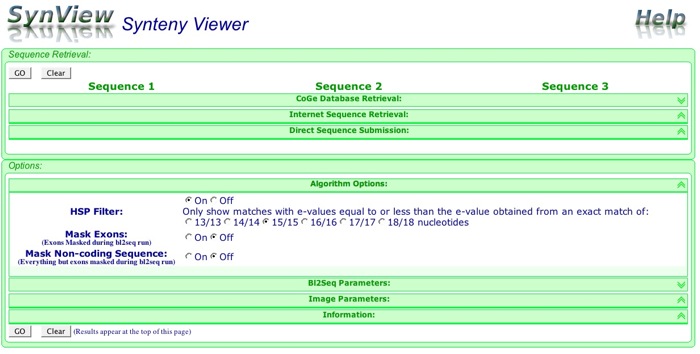 SynView Synteny Viewer Help
Sequence Retrieval:
GO Clear
Sequence 1 Sequence 2 Sequence 3
CoGe Database Retrieval:
Internet Sequence Retrieval:
Direct Sequence Submission:
Options:
Algorithm Options:
On Off
HSP Filter: Only show matches with e-values equal to or less than the e-value obtained from an exact match of:
13/13 14/14 15/15 16/16 17/17 18/18 nucleotides
Mask Exons: On Off
(Exons Masked during bl2seq run)
Mask Non-coding Sequence: On Off
(Everything but exons masked during bl2seq run)
Bl2Seq Parameters:
Image Parameters:
Information:
GO Clear (Results appear at the top of this page)